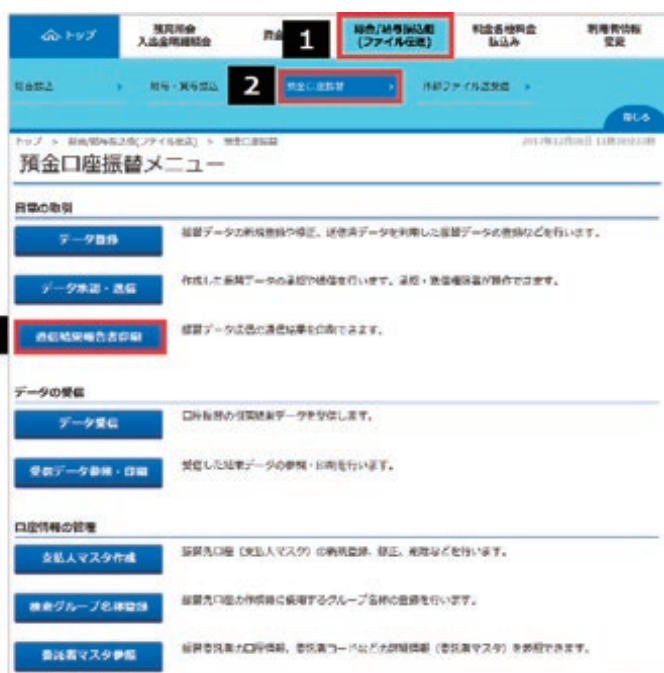 トップ
残高照会
入出金明細照会
1
総合/給与振込他
(ファイル伝送)
料金各種料金
払込み
利用者情報
変更
総合振込
給与・賞与振込
2
預金口座振替
外部ファイル送受信
閉じる
トップ > 総合/給与振込他(ファイル伝送) > 預金口座振替
預金口座振替メニュー
日常の取引
データ登録
振替データの新規登録や修正、送信済データを利用した振替データの登録などを行います。
データ承認・送信
作成した振替データの承認や送信を行います。承認・送信権限者が操作できます。
通信結果報告書印刷
振替データ送信の通信結果を印刷できます。
データの受信
データ受信
口座振替の振替結果データを受信します。
受信データ参照・印刷
受信した結果データの参照・印刷を行います。
口座情報の管理
支払人マスタ作成
振替先口座（支払人マスタ）の新規登録、修正、削除などを行います。
検索グループ名称登録
振替先口座の作成時に使用するグループ名称の登録を行います。
委託者マスタ参照
振替委託者の口座情報、委託者コードなどの詳細情報（委託者マスタ）を参照できます。